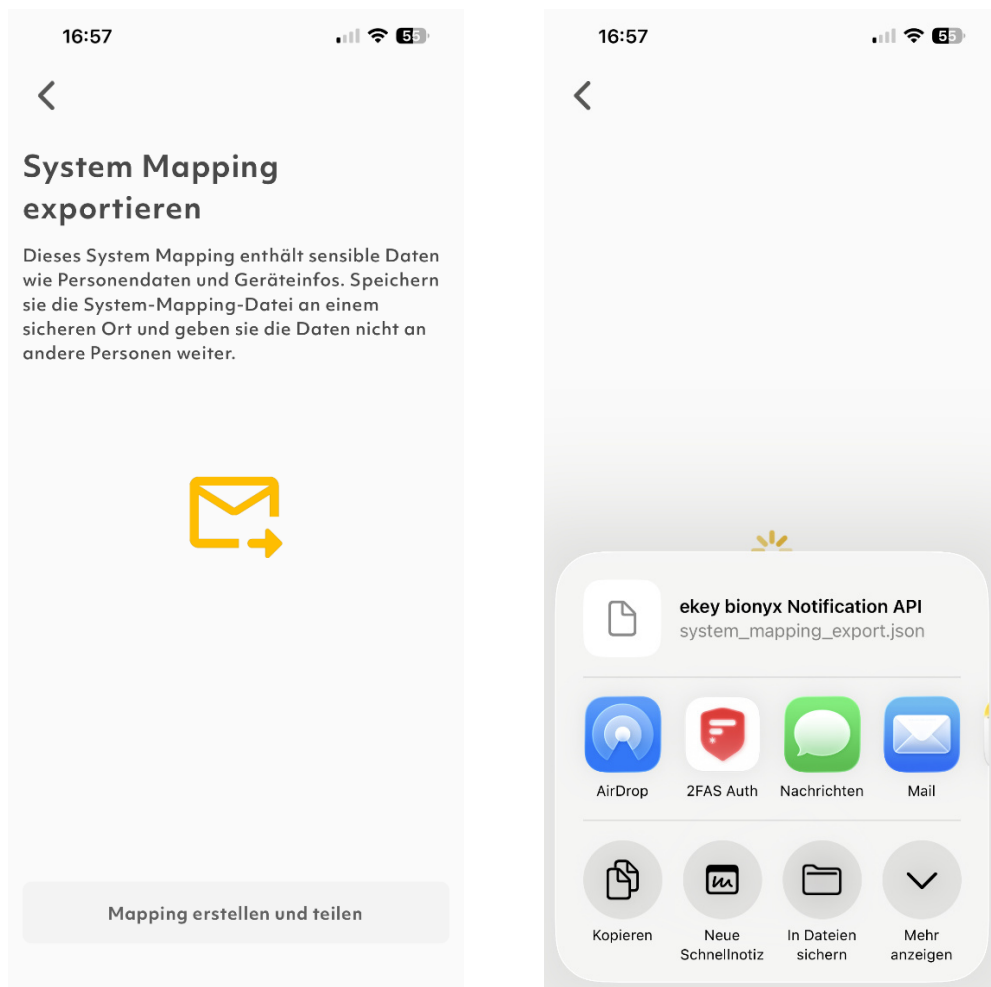 16:57
55
System Mapping
exportieren
Dieses System Mapping enthält sensible Daten
wie Personendaten und Geräteinfos. Speichern
sie die System-Mapping-Datei an einem
sicheren Ort und geben sie die Daten nicht an
andere Personen weiter.
Mapping erstellen und teilen
16:57
55
ekey bionyx Notification API
system_mapping_export.json
AirDrop
2FAS Auth
Nachrichten
Mail
Kopieren
Neue
Schnellnotiz
In Dateien
sichern
Mehr
anzeigen